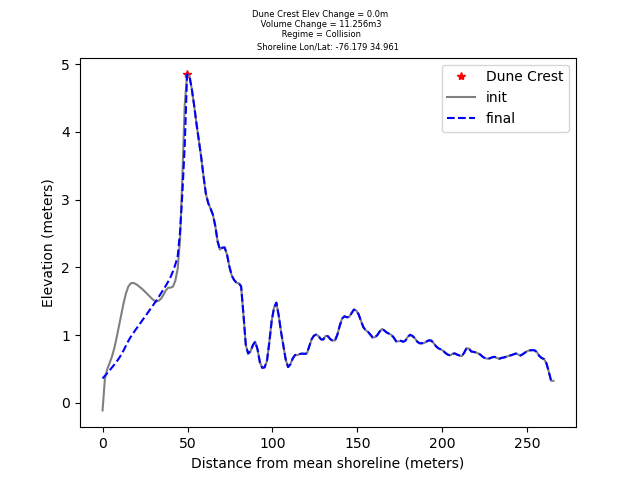 Dune Crest Elev Change = 0.0m
Volume Change = 11.256m3
Regime = Collision
Shoreline Lon/Lat: -76.179 34.961
Dune Crest
init
final
Elevation (meters)
5
4
3
2
1
0
0 50 100 150 200 250
Distance from mean shoreline (meters)